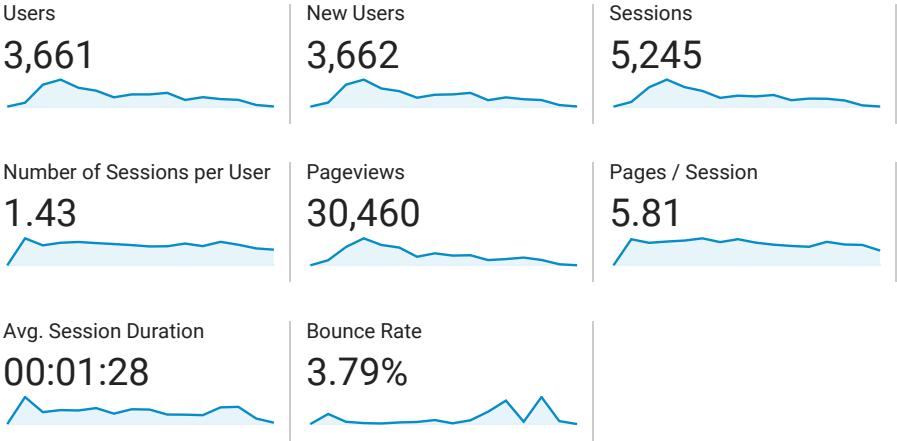 Users
3,661
New Users
3,662
Sessions
5,245
Number of Sessions per User
1.43
Pageviews
30,460
Pages / Session
5.81
Avg. Session Duration
00:01:28
Bounce Rate
3.79%